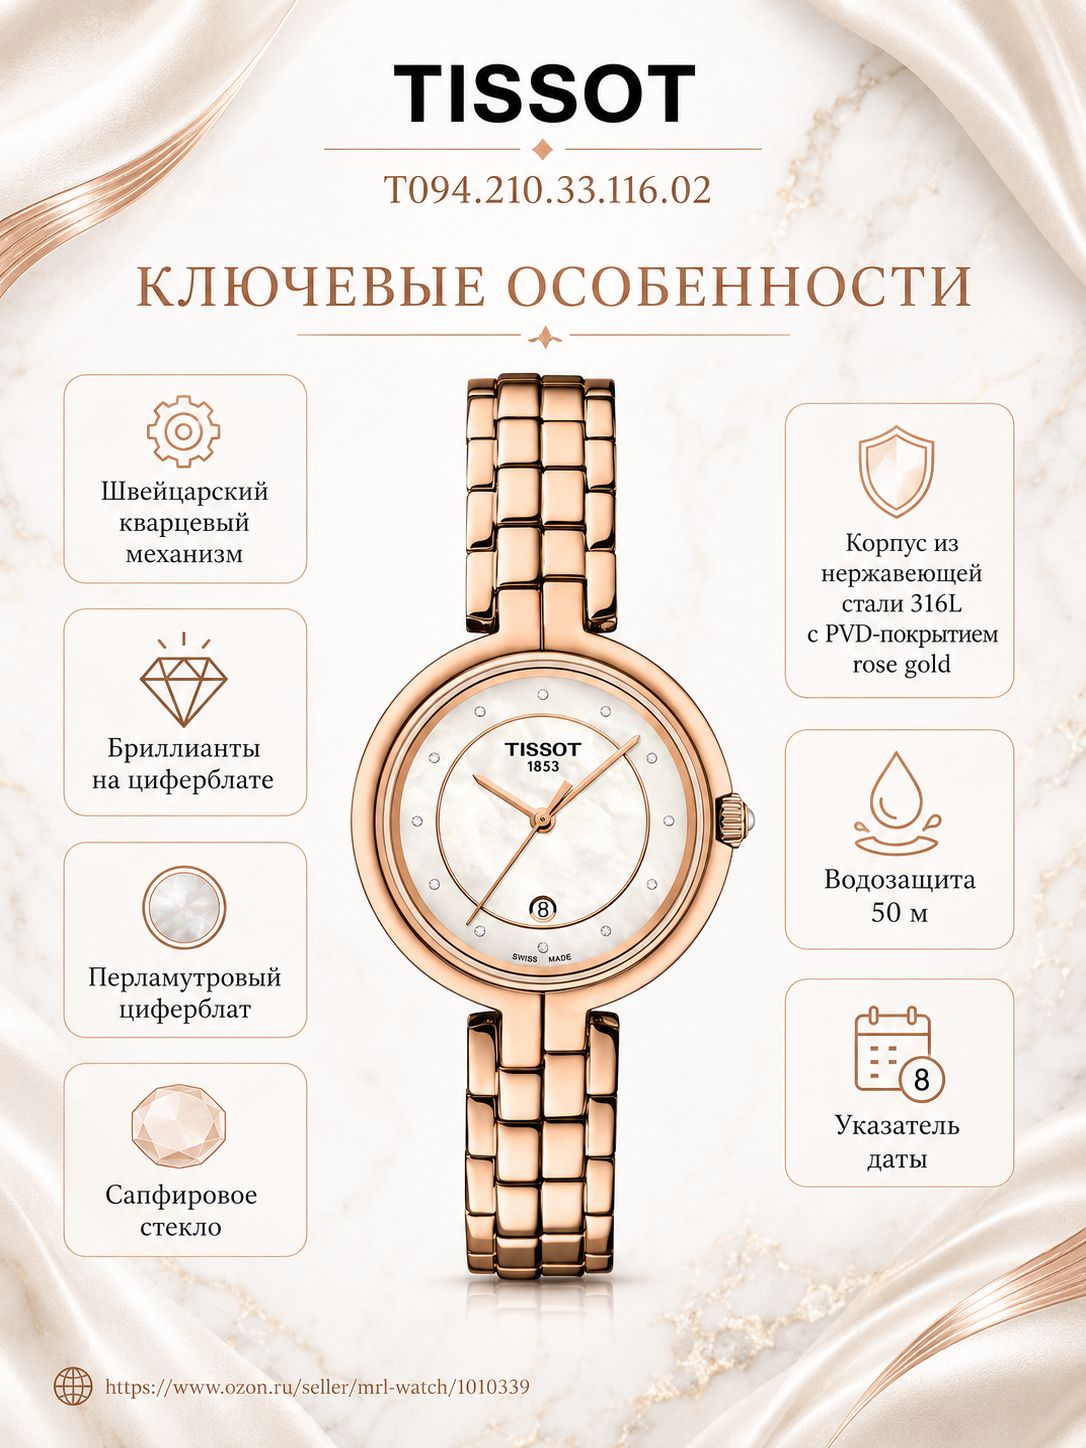 TISSOT
T094.210.33.116.02
КЛЮЧЕВЫЕ ОСОБЕННОСТИ
Швейцарский
кварцевый
механизм
Бриллианты
на циферблате
Перламутровый
циферблат
Сапфировое
стекло
TISSOT
1853
8
SWISS MADE
Корпус из
нержавеющей
стали 316L
с PVD-покрытием
rose gold
Водозащита
50 м
8
Указатель
даты
https://www.ozon.ru/seller/mrl-watch/1010339